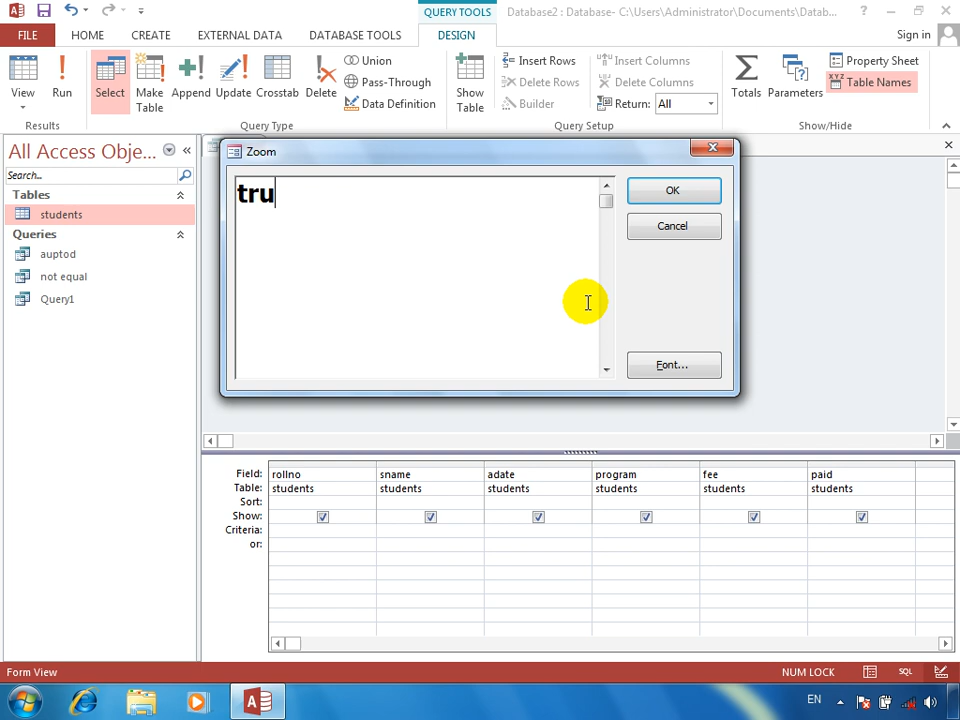 QUERY TOOLS
Database2 : Database- C:\Users\Administrator\Documents\Datab...
?
FILE
HOME
CREATE
EXTERNAL DATA
DATABASE TOOLS
DESIGN
Sign in
View
Run
Select
Make Table
Append
Update
Crosstab
Delete
Union
Pass-Through
Data Definition
Show Table
Insert Rows
Delete Rows
Builder
Insert Columns
Delete Columns
Return: All
Totals
Parameters
Property Sheet
XYZ Table Names
Results
Query Type
Query Setup
Show/Hide
All Access Obje...
Search...
Tables
students
Queries
auptod
not equal
Query1
Zoom
tru
OK
Cancel
Font...
Field: rollno sname adate program fee paid
Table: students students students students students students
Sort:
Show:
Criteria:
or:
Form View
NUM LOCK
SQL
EN